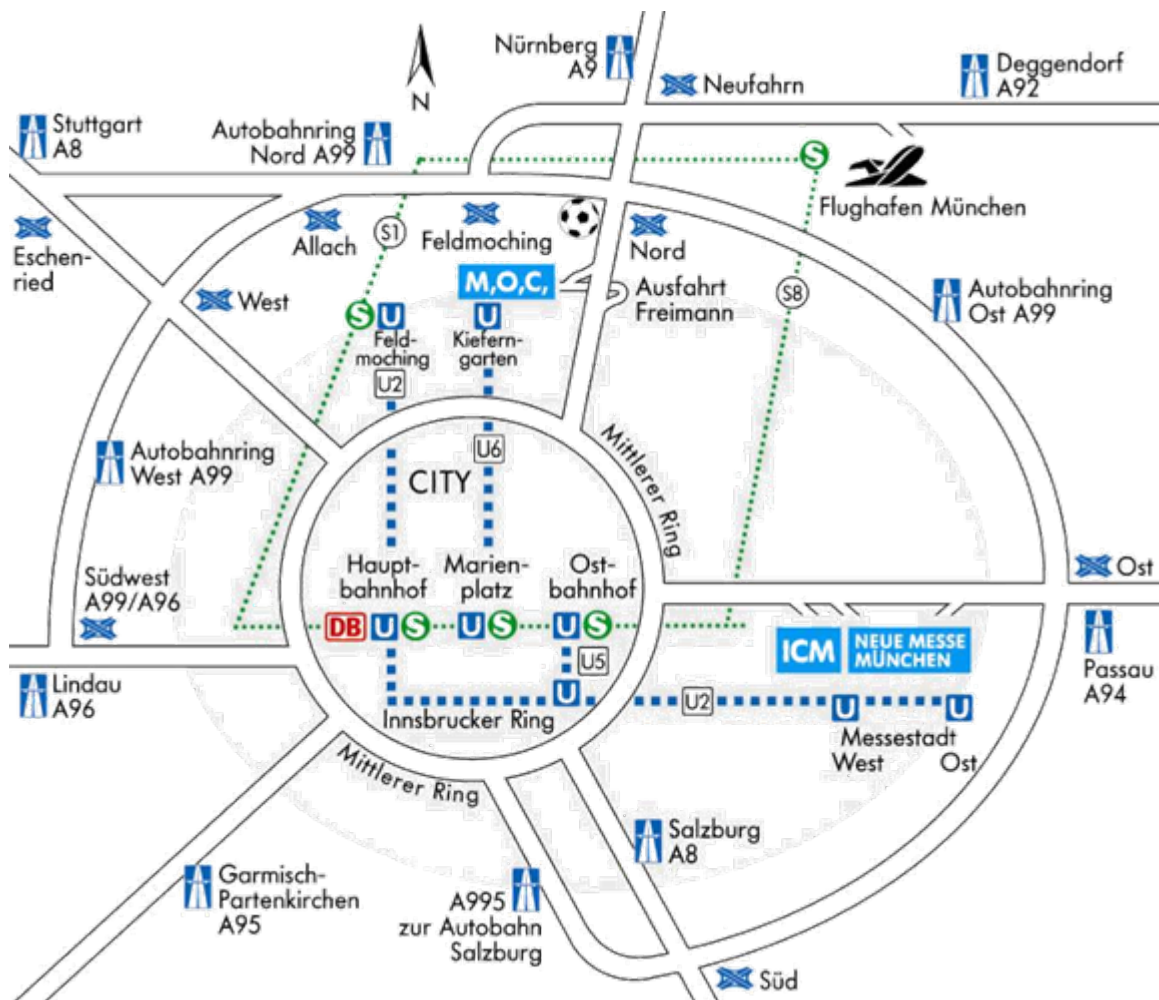 Nürnberg
A9
Neufahrn
Deggendorf
A92
N
Stuttgart
A8
Autobahnring
Nord A99
S
Flughafen München
Eschen-
ried
Allach
S1
Feldmoching
Nord
West
M,O,C,
Ausfahrt
Freimann
S8
Autobahnring
Ost A99
S U
Feld-
moching
U
Kiefern-
garten
U2
U6
Mittlerer Ring
Autobahnring
West A99
CITY
Südwest
A99/A96
Haupt-
bahnhof
Marien-
platz
Ost-
bahnhof
Ost
DB U S
U S
U S
U5
ICM
NEUE MESSE
MÜNCHEN
Passau
A94
Lindau
A96
U
Innsbrucker Ring
U2
U
U
Messestadt
West Ost
Mittlerer Ring
Salzburg
A8
Garmisch-
Partenkirchen
A95
A995
zur Autobahn
Salzburg
Süd